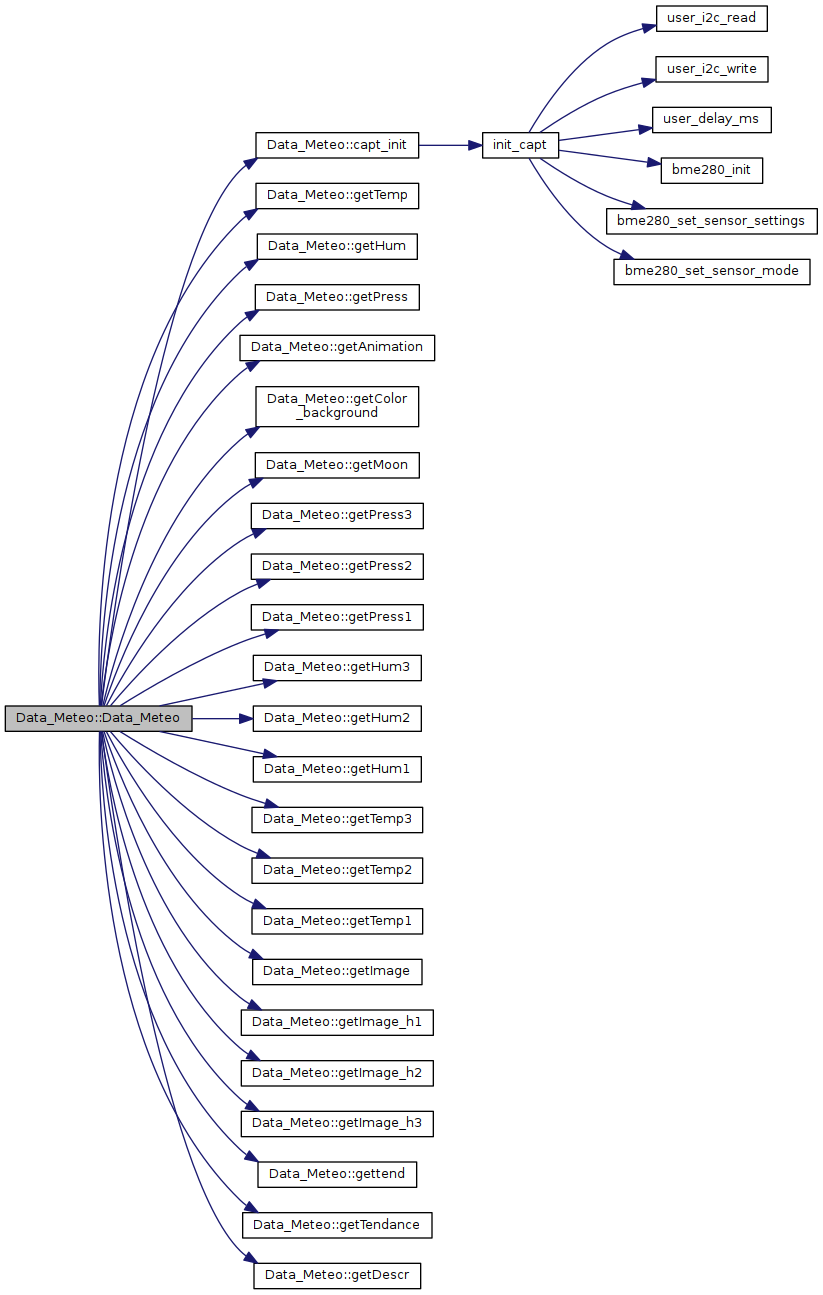 user_i2c_read
user_i2c_write
user_delay_ms
Data_Meteo::capt_init
init_capt
bme280_init
Data_Meteo::getTemp
bme280_set_sensor_settings
Data_Meteo::getHum
bme280_set_sensor_mode
Data_Meteo::getPress
Data_Meteo::getAnimation
Data_Meteo::getColor
_background
Data_Meteo::getMoon
Data_Meteo::getPress3
Data_Meteo::getPress2
Data_Meteo::getPress1
Data_Meteo::getHum3
Data_Meteo::Data_Meteo
Data_Meteo::getHum2
Data_Meteo::getHum1
Data_Meteo::getTemp3
Data_Meteo::getTemp2
Data_Meteo::getTemp1
Data_Meteo::getImage
Data_Meteo::getImage_h1
Data_Meteo::getImage_h2
Data_Meteo::getImage_h3
Data_Meteo::gettend
Data_Meteo::getTendance
Data_Meteo::getDescr